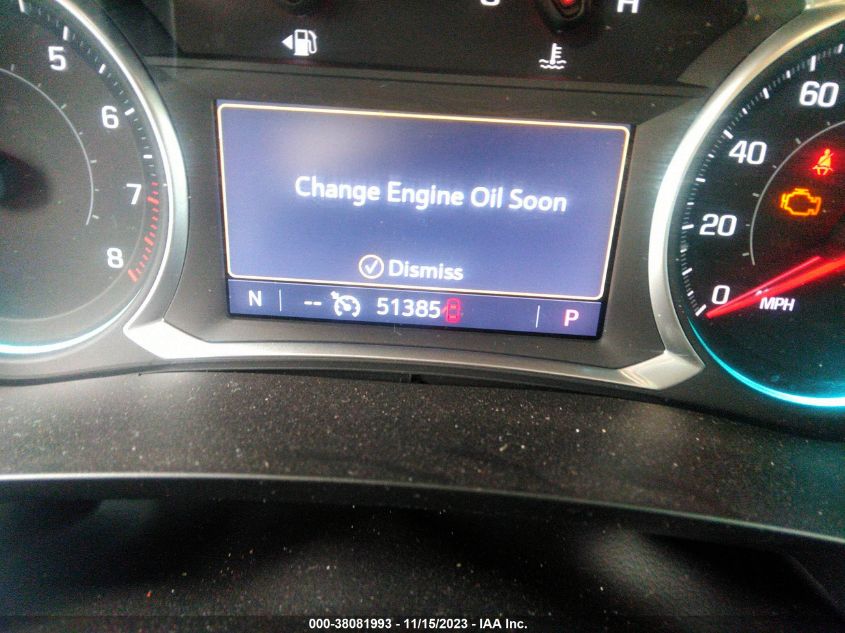 H
5
6
7
8
60
40
20
0
MPH
Change Engine Oil Soon
Dismiss
N -- 51385 P
000-38081993 - 11/15/2023 - IAA Inc.